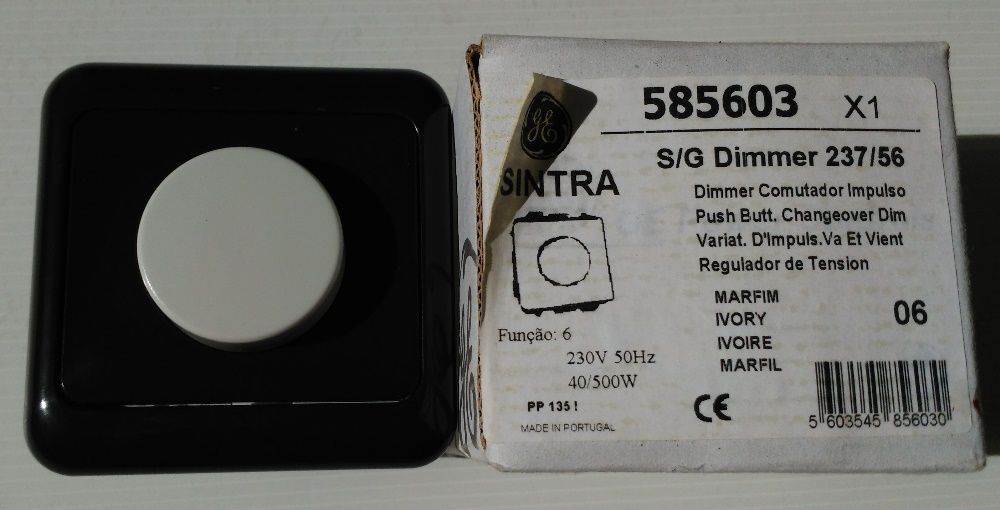 GE
585603 X1
S/G Dimmer 237/56
SINTRA
Dimmer Comutador Impulso
Push Butt. Changeover Dim
Variat. D'Impuls.Va Et Vient
Regulador de Tension
MARFIM
IVORY
IVOIRE
MARFIL
06
Função: 6
230V 50Hz
40/500W
PP 135 !
MADE IN PORTUGAL
CE
5 603545 856030